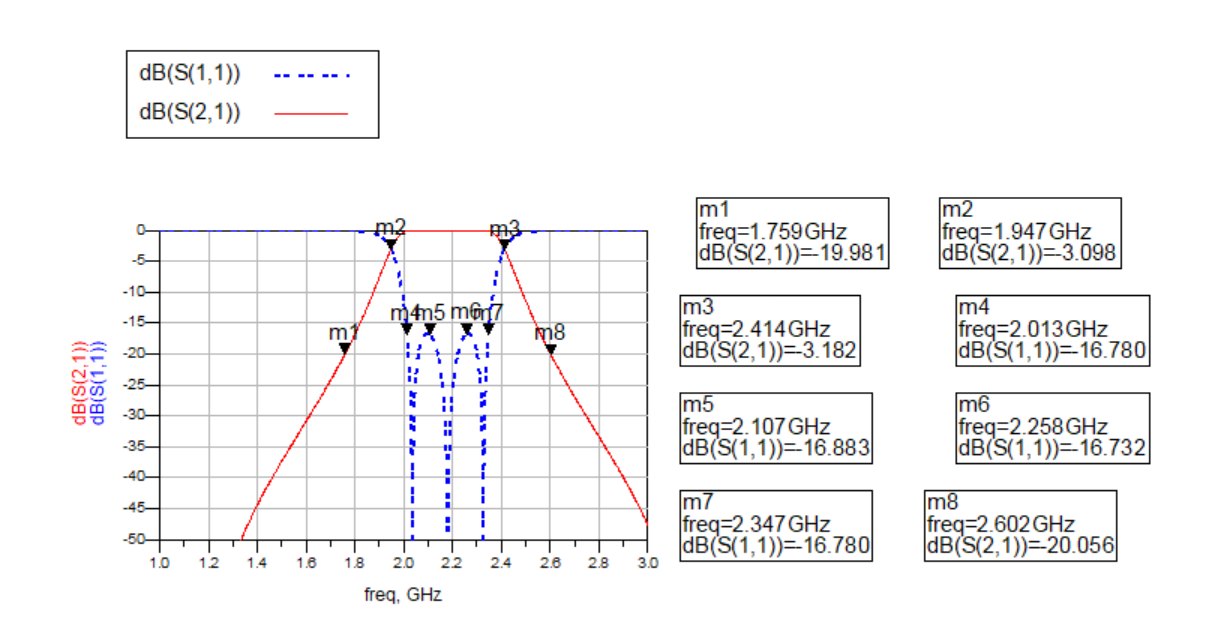 dB(S(1,1))
dB(S(2,1))
m1
freq=1.759GHz
dB(S(2,1))=-19.981
m2
freq=1.947GHz
dB(S(2,1))=-3.098
m3
freq=2.414GHz
dB(S(2,1))=-3.182
m4
freq=2.013GHz
dB(S(1,1))=-16.780
m5
freq=2.107GHz
dB(S(1,1))=-16.883
m6
freq=2.258GHz
dB(S(1,1))=-16.732
m7
freq=2.347GHz
dB(S(1,1))=-16.780
m8
freq=2.602GHz
dB(S(2,1))=-20.056
m2
m3
m4
m5
m6
m7
m1
m8
0
-5
-10
-15
-20
-25
-30
-35
-40
-45
-50
dB(S(2,1))
dB(S(1,1))
1.0 1.2 1.4 1.6 1.8 2.0 2.2 2.4 2.6 2.8 3.0
freq, GHz